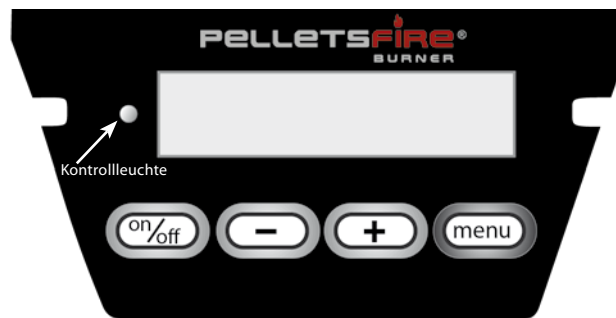 PELLETSFIRE®
BURNER
Kontrollleuchte
on/off - + menu